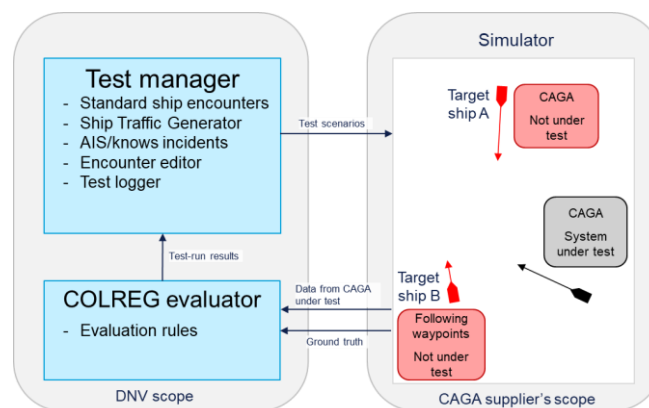 Test manager
- Standard ship encounters
- Ship Traffic Generator
- AIS/knows incidents
- Encounter editor
- Test logger
Test-run results
COLREG evaluator
- Evaluation rules
DNV scope
Test scenarios
Data from CAGA
under test
Ground truth
Simulator
Target
ship A
CAGA
Not under
test
CAGA
System
under test
Target
ship B
Following
waypoints
Not under
test
CAGA supplier's scope